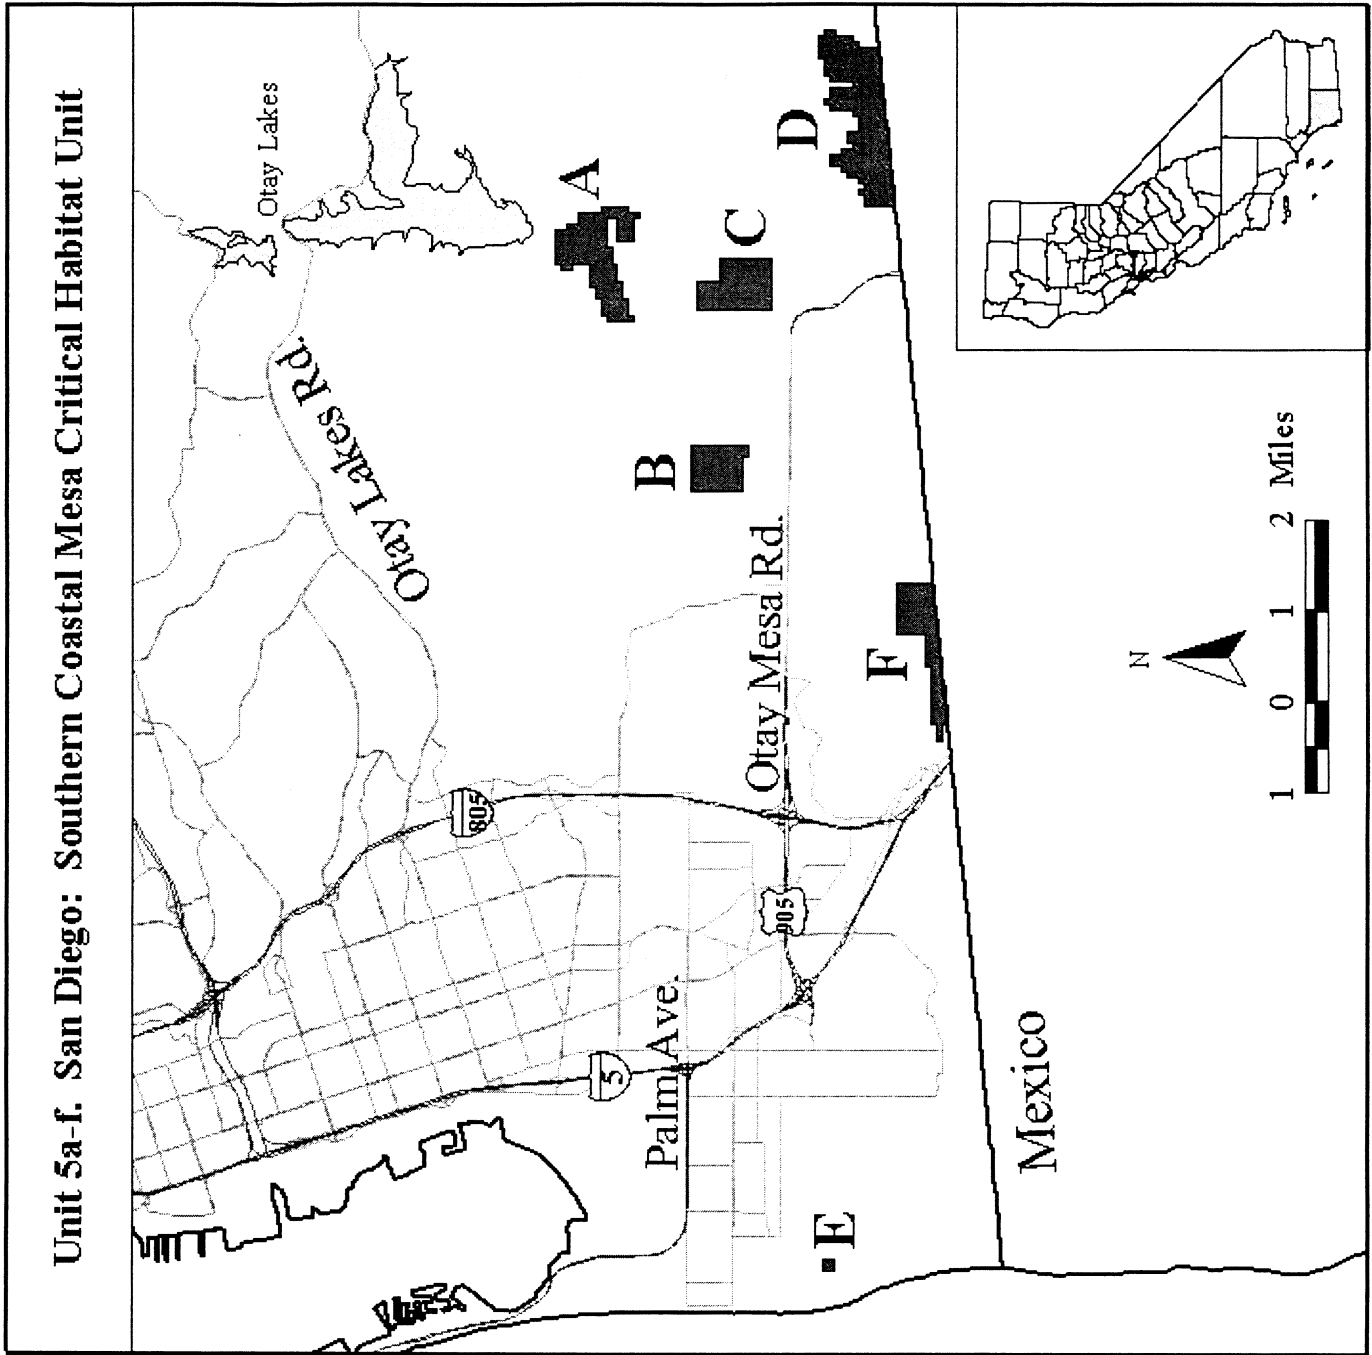 Unit 5a-f. San Diego: Southern Coastal Mesa Critical Habitat Unit
Otay Lakes
Otay Lakes Rd.
805
A
5
Palm Ave.
B
C
Otay Mesa Rd.
905
D
E
F
Mexico
N
1 0 1 2 Miles